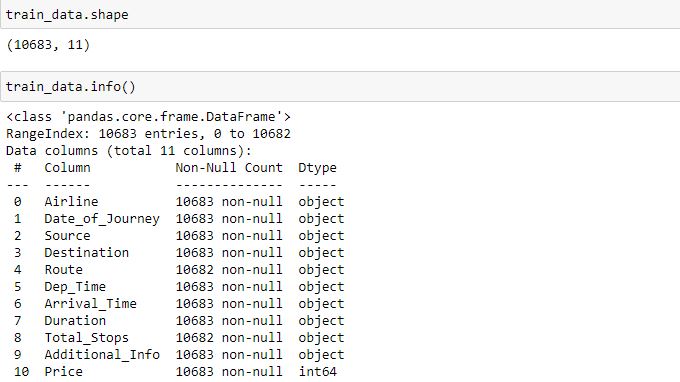 train_data.shape
(10683, 11)
train_data.info()
<class 'pandas.core.frame.DataFrame'>
RangeIndex: 10683 entries, 0 to 10682
Data columns (total 11 columns):
 #   Column           Non-Null Count  Dtype
---  ------           --------------  -----
 0   Airline          10683 non-null  object
 1   Date_of_Journey  10683 non-null  object
 2   Source           10683 non-null  object
 3   Destination      10683 non-null  object
 4   Route            10682 non-null  object
 5   Dep_Time         10683 non-null  object
 6   Arrival_Time     10683 non-null  object
 7   Duration         10683 non-null  object
 8   Total_Stops      10682 non-null  object
 9   Additional_Info  10683 non-null  object
 10  Price            10683 non-null  int64